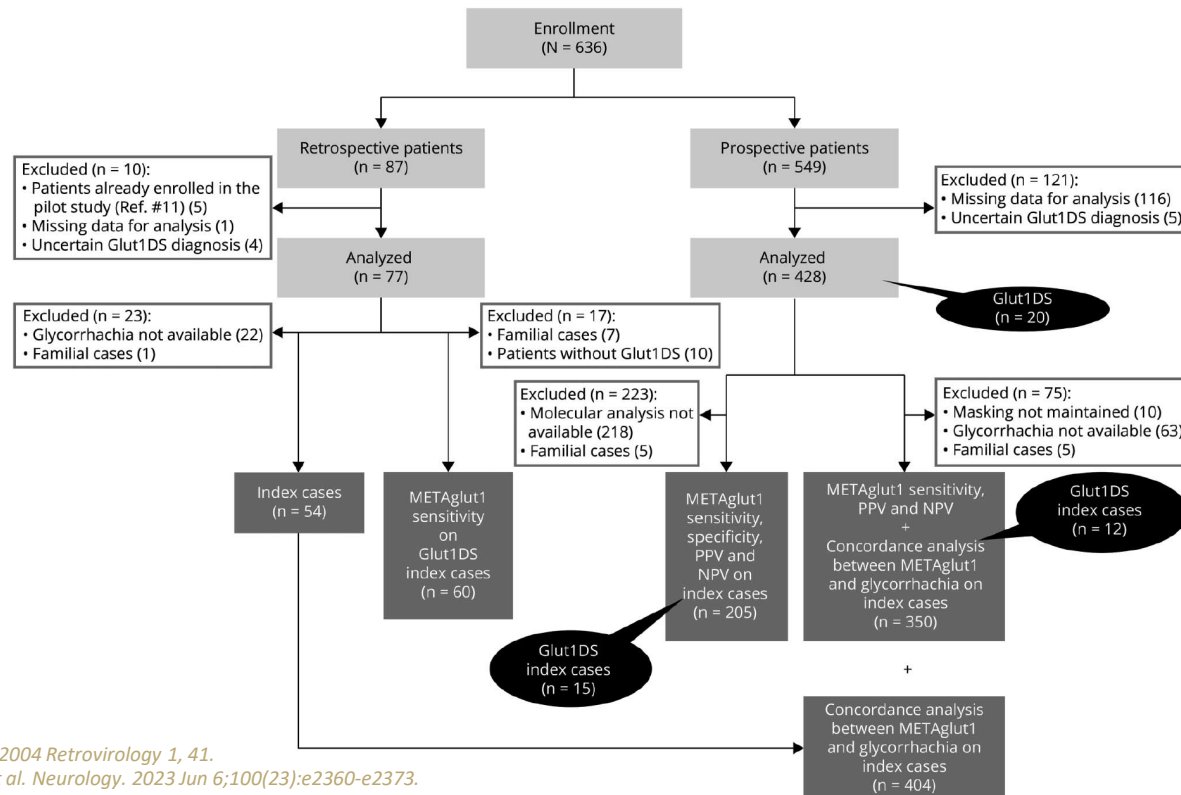 Enrollment
(N = 636)
Retrospective patients
(n = 87)
Prospective patients
(n = 549)
Excluded (n = 10):
• Patients already enrolled in the
pilot study (Ref. #11) (5)
• Missing data for analysis (1)
• Uncertain Glut1DS diagnosis (4)
Excluded (n = 121):
• Missing data for analysis (116)
• Uncertain Glut1DS diagnosis (5)
Analyzed
(n = 77)
Analyzed
(n = 428)
Glut1DS
(n = 20)
Excluded (n = 23):
• Glycorrhachia not available (22)
• Familial cases (1)
Excluded (n = 17):
• Familial cases (7)
• Patients without Glut1DS (10)
Excluded (n = 223):
• Molecular analysis not
available (218)
• Familial cases (5)
Excluded (n = 75):
• Masking not maintained (10)
• Glycorrhachia not available (63)
• Familial cases (5)
Index cases
(n = 54)
METAglut1
sensitivity
on
Glut1DS
index cases
(n = 60)
METAglut1
sensitivity,
specificity,
PPV and
NPV on
index cases
(n = 205)
METAglut1 sensitivity,
PPV and NPV
+
Concordance analysis
between METAglut1
and glycorrhachia on
index cases
(n = 350)
Glut1DS
index cases
(n = 12)
Glut1DS
index cases
(n = 15)
+
Concordance analysis
between METAglut1
and glycorrhachia on
index cases
(n = 404)
2004 Retrovirology 1, 41.
et al. Neurology. 2023 Jun 6;100(23):e2360-e2373.